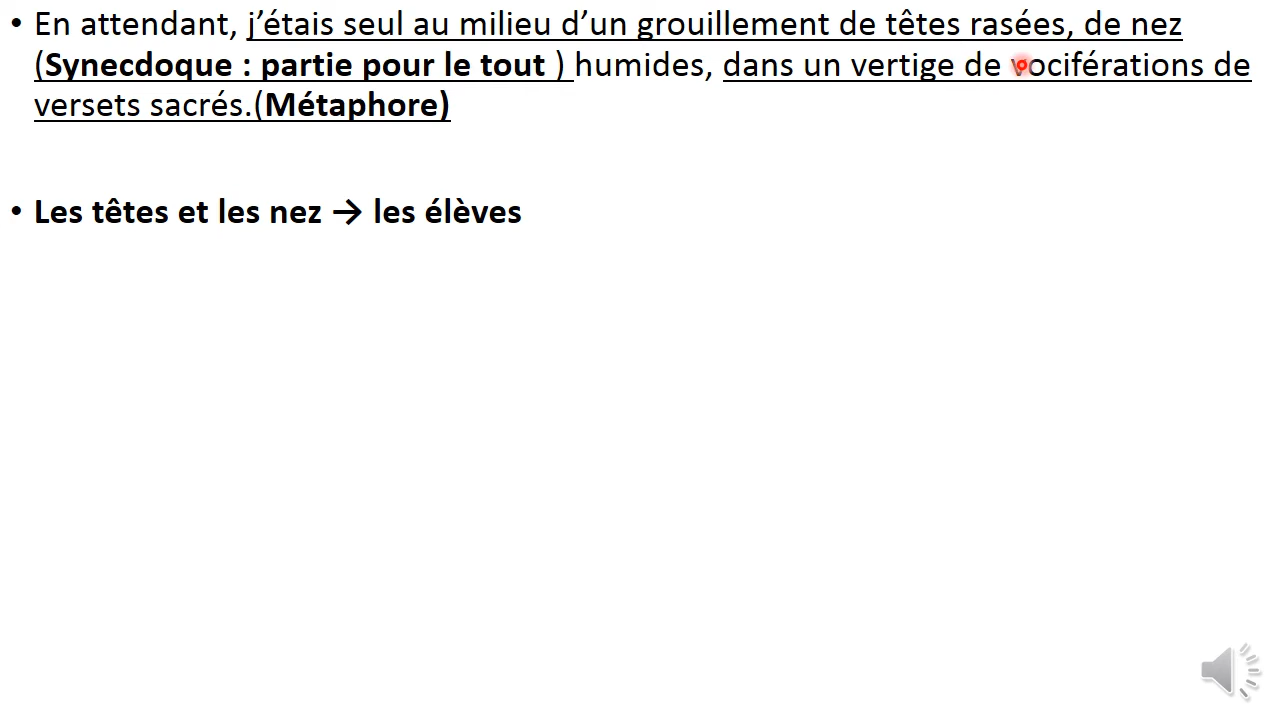 • En attendant, j’étais seul au milieu d’un grouillement de têtes rasées, de nez
(Synecdoque : partie pour le tout ) humides, dans un vertige de vociférations de
versets sacrés.(Métaphore)
• Les têtes et les nez → les élèves